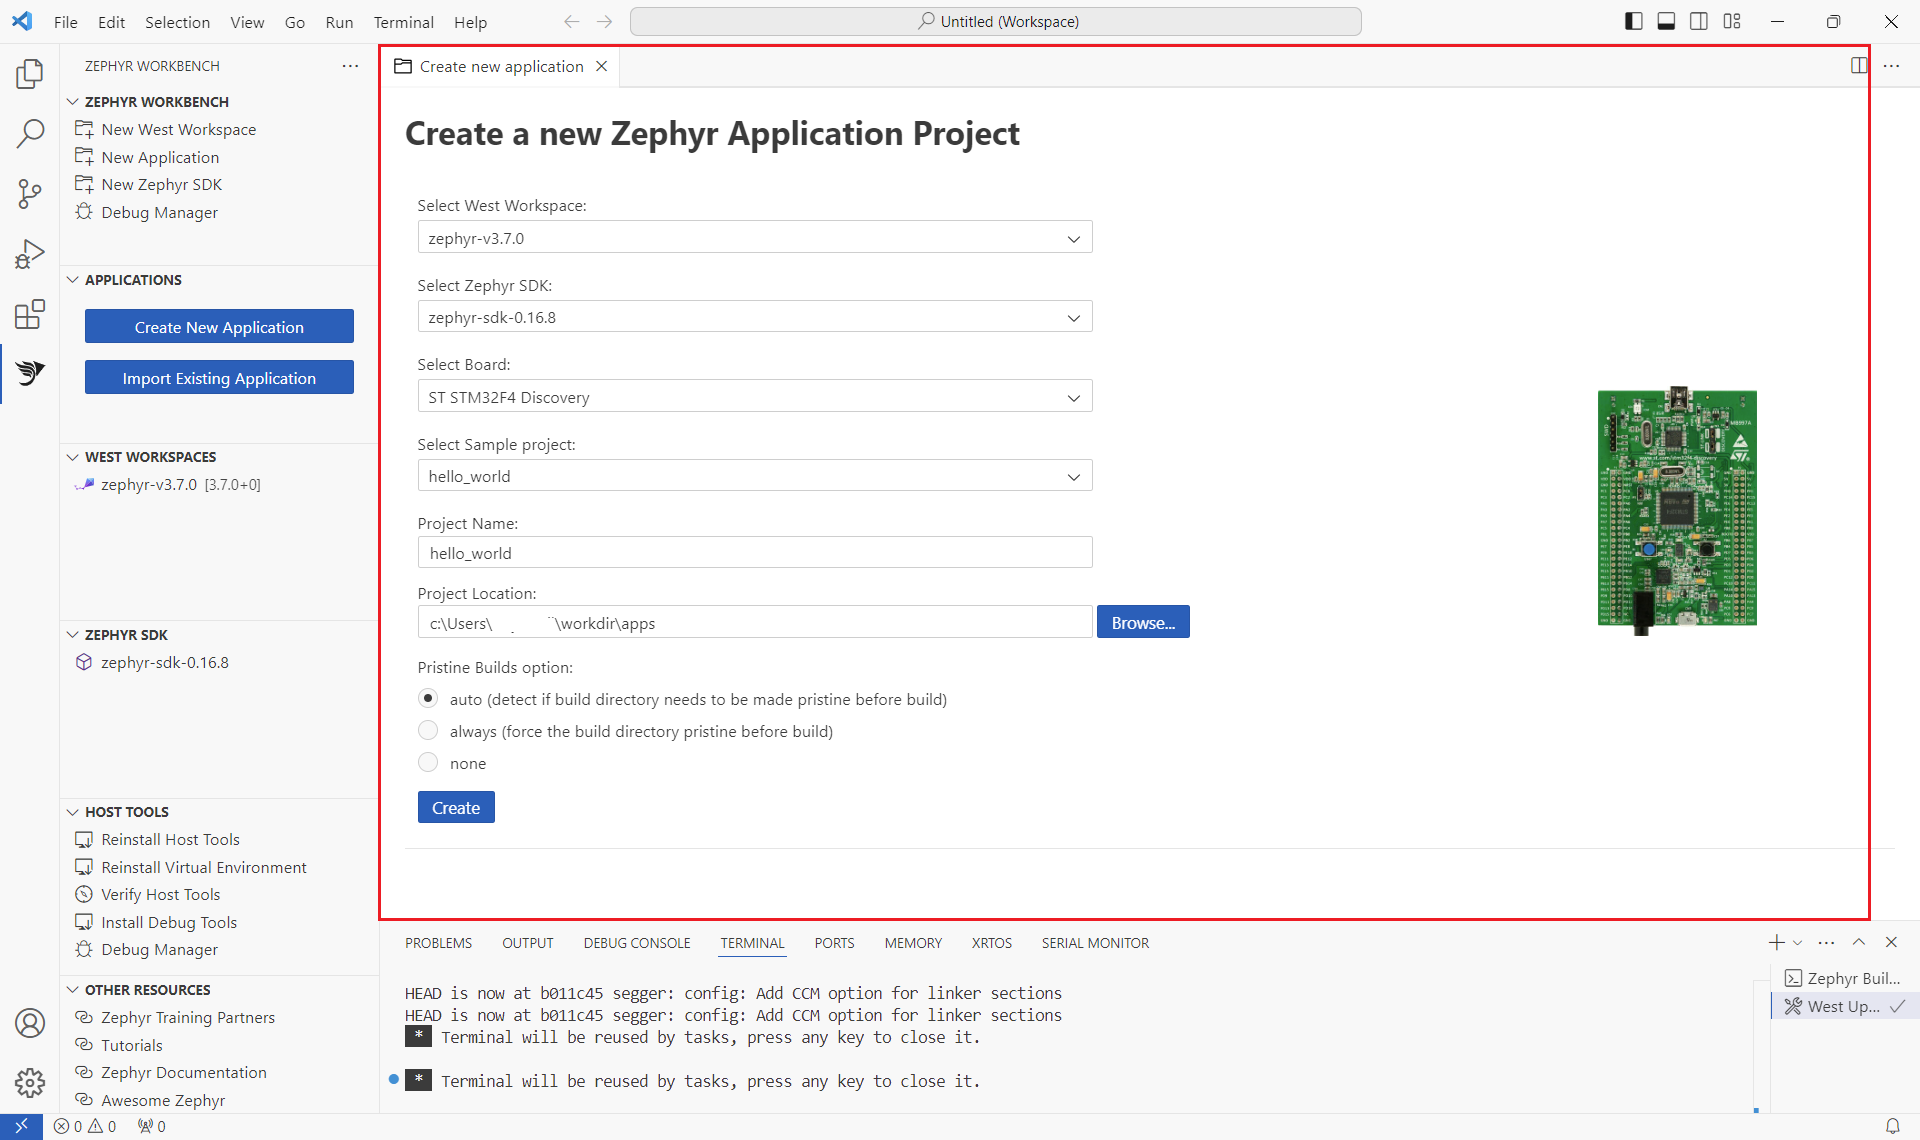 File Edit Selection View Go Run Terminal Help
Untitled (Workspace)
ZEPHYR WORKBENCH
ZEPHYR WORKBENCH
New West Workspace
New Application
New Zephyr SDK
Debug Manager
APPLICATIONS
Create New Application
Import Existing Application
WEST WORKSPACES
zephyr-v3.7.0 [3.7.0+0]
ZEPHYR SDK
zephyr-sdk-0.16.8
HOST TOOLS
Reinstall Host Tools
Reinstall Virtual Environment
Verify Host Tools
Install Debug Tools
Debug Manager
OTHER RESOURCES
Zephyr Training Partners
Tutorials
Zephyr Documentation
Awesome Zephyr
Create new application
Create a new Zephyr Application Project
Select West Workspace:
zephyr-v3.7.0
Select Zephyr SDK:
zephyr-sdk-0.16.8
Select Board:
ST STM32F4 Discovery
Select Sample project:
hello_world
Project Name:
hello_world
Project Location:
c:\Users\ \workdir\apps
Browse...
Pristine Builds option:
auto (detect if build directory needs to be made pristine before build)
always (force the build directory pristine before build)
none
Create
PROBLEMS OUTPUT DEBUG CONSOLE TERMINAL PORTS MEMORY XRTOS SERIAL MONITOR
HEAD is now at b011c45 segger: config: Add CCM option for linker sections
HEAD is now at b011c45 segger: config: Add CCM option for linker sections
* Terminal will be reused by tasks, press any key to close it.
* Terminal will be reused by tasks, press any key to close it.
Zephyr Buil...
West Up...
0 0 0